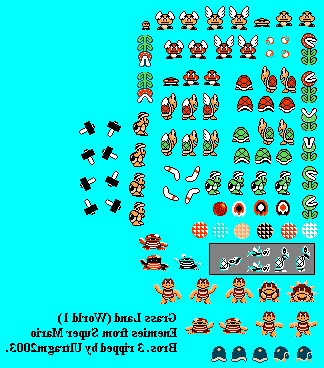 Grass Land (World 1)
Enemies from Super Mario
Bros. 3 ripped by Ultragm2003.